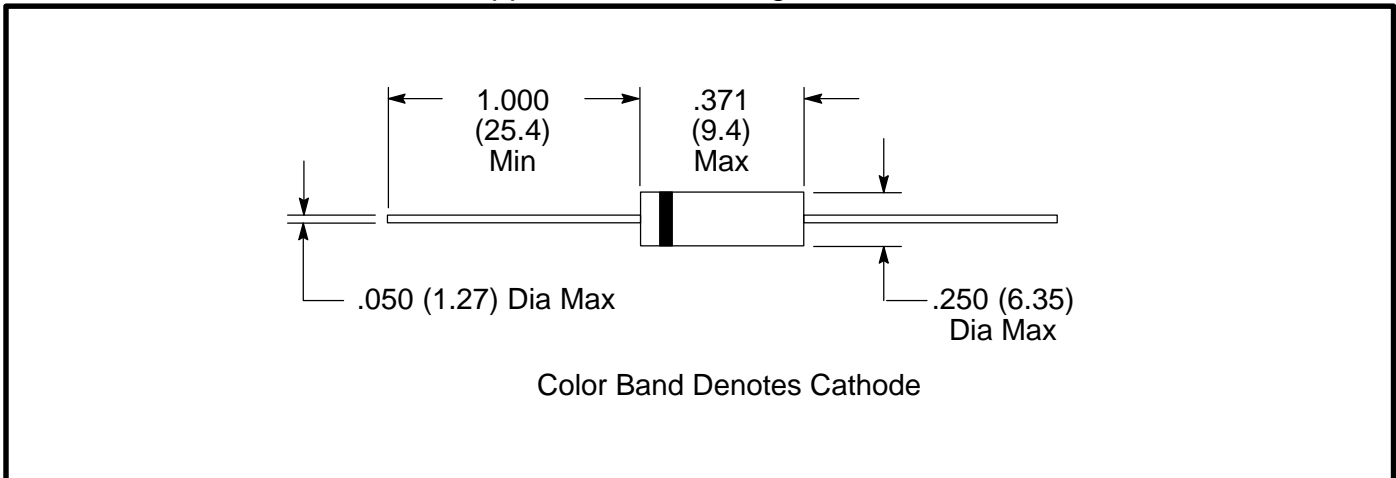 1.000
(25.4)
Min
.371
(9.4)
Max
.050 (1.27) Dia Max
.250 (6.35)
Dia Max
Color Band Denotes Cathode